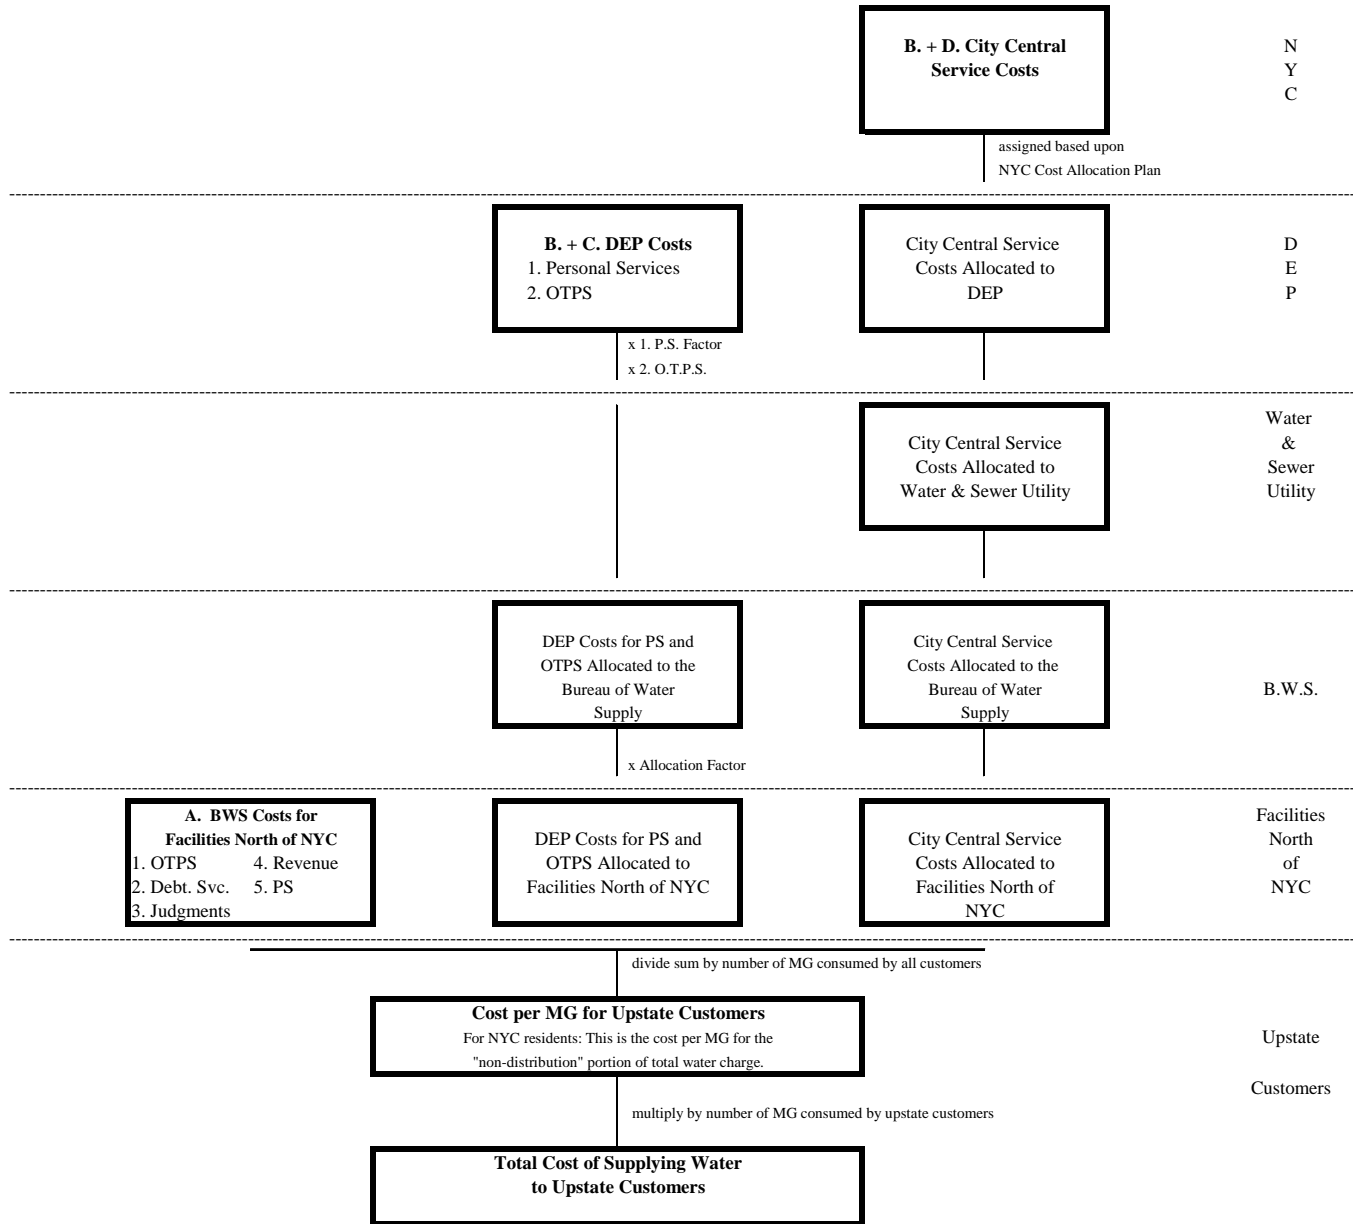 B. + D. City Central
Service Costs
N
Y
C
assigned based upon
NYC Cost Allocation Plan
B. + C. DEP Costs
1. Personal Services
2. OTPS
City Central Service
Costs Allocated to
DEP
D
E
P
x 1. P.S. Factor
x 2. O.T.P.S.
City Central Service
Costs Allocated to
Water & Sewer Utility
Water
&
Sewer
Utility
DEP Costs for PS and
OTPS Allocated to the
Bureau of Water
Supply
City Central Service
Costs Allocated to the
Bureau of Water
Supply
B.W.S.
x Allocation Factor
A. BWS Costs for
Facilities North of NYC
1. OTPS 4. Revenue
2. Debt. Svc. 5. PS
3. Judgments
DEP Costs for PS and
OTPS Allocated to
Facilities North of NYC
City Central Service
Costs Allocated to
Facilities North of
NYC
Facilities
North
of
NYC
divide sum by number of MG consumed by all customers
Cost per MG for Upstate Customers
For NYC residents: This is the cost per MG for the
"non-distribution" portion of total water charge.
Upstate
Customers
multiply by number of MG consumed by upstate customers
Total Cost of Supplying Water
to Upstate Customers